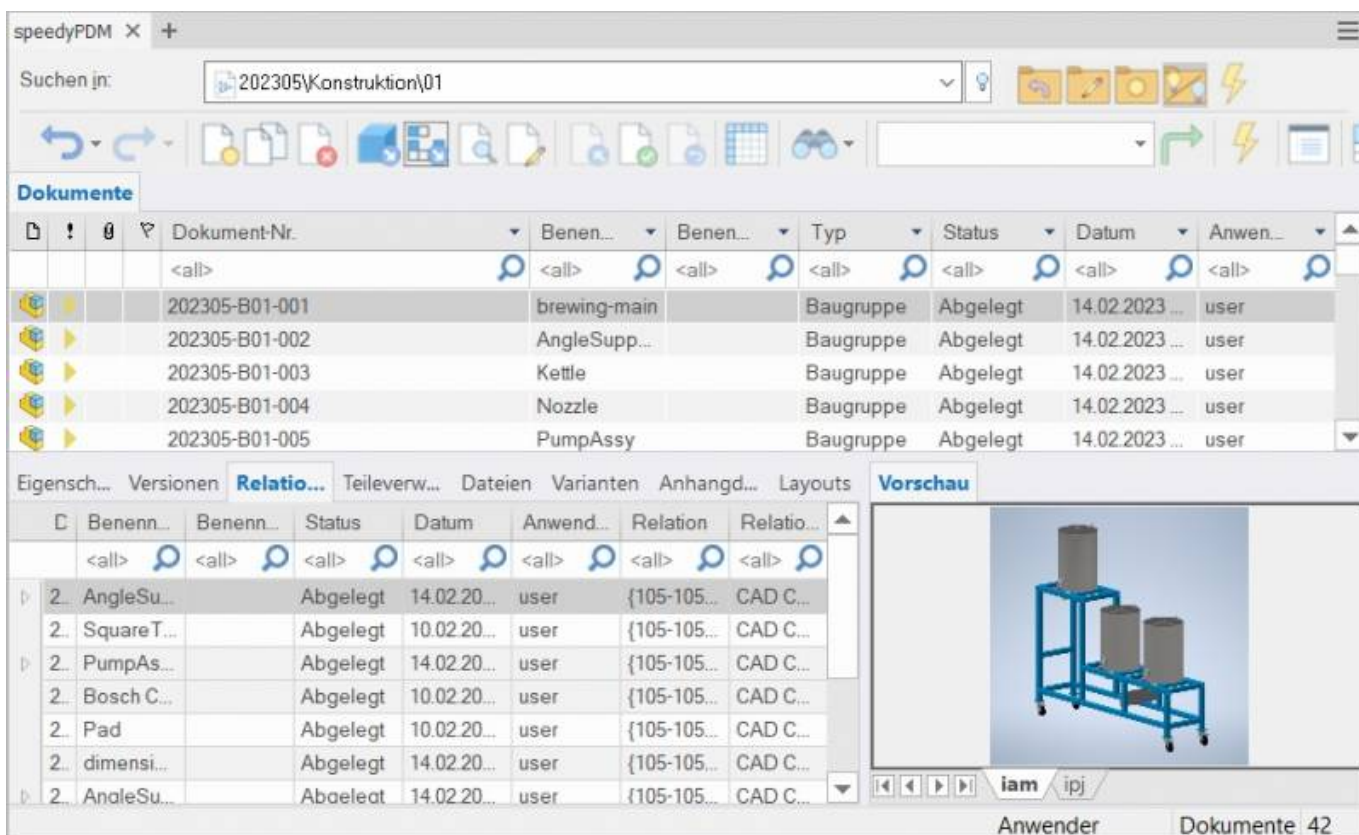 speedyPDM
Suchen in: 202305\Konstruktion\01
Dokumente
Dokument-Nr. Benen... Benen... Typ Status Datum Anwen...
<all> <all> <all> <all> <all> <all> <all>
202305-B01-001 brewing-main Baugruppe Abgelegt 14.02.2023 ... user
202305-B01-002 AngleSupp... Baugruppe Abgelegt 14.02.2023 ... user
202305-B01-003 Kettle Baugruppe Abgelegt 14.02.2023 ... user
202305-B01-004 Nozzle Baugruppe Abgelegt 14.02.2023 ... user
202305-B01-005 PumpAssy Baugruppe Abgelegt 14.02.2023 ... user
Eigensch... Versionen Relatio... Teileverw... Dateien Varianten Anhangd... Layouts Vorschau
Benenn... Benenn... Status Datum Anwend... Relation Relatio...
<all> <all> <all> <all> <all> <all> <all>
2.. AngleSu... Abgelegt 14.02.20... user {105-105... CAD C...
2.. SquareT... Abgelegt 10.02.20... user {105-105... CAD C...
2.. PumpAs... Abgelegt 14.02.20... user {105-105... CAD C...
2.. Bosch C... Abgelegt 10.02.20... user {105-105... CAD C...
2.. Pad Abgelegt 10.02.20... user {105-105... CAD C...
2.. dimensi... Abgelegt 14.02.20... user {105-105... CAD C...
2.. AngleSu... Abgelegt 14.02.20... user {105-105... CAD C...
iam ipj
Anwender Dokumente 42